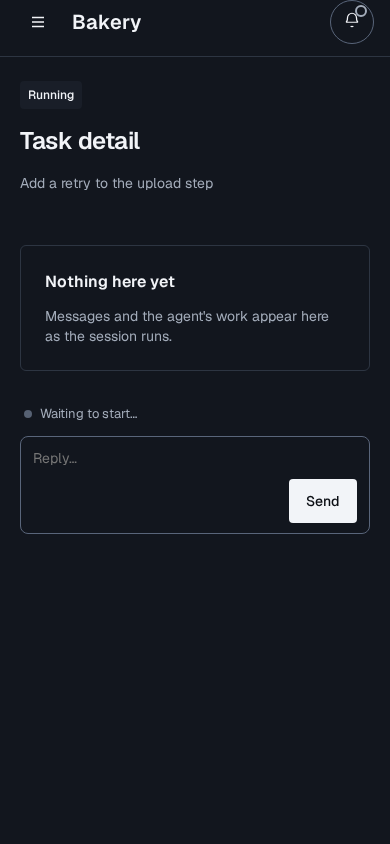 Bakery
Running
Task detail
Add a retry to the upload step
Nothing here yet
Messages and the agent's work appear here
as the session runs.
Waiting to start…
Reply…
Send